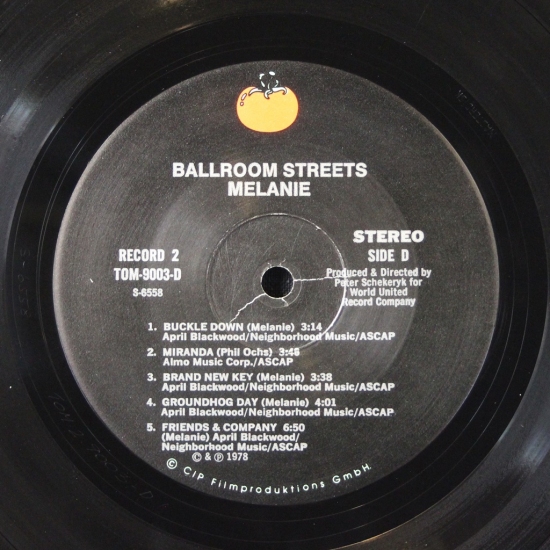 BALLROOM STREETS
MELANIE
STEREO
RECORD 2
SIDE D
TOM-9003-D
S-6558
Produced & Directed by
Peter Schekeryk for
World United
Record Company
1. BUCKLE DOWN (Melanie) 3:14
April Blackwood/Neighborhood Music/ASCAP
2. MIRANDA (Phil Ochs) 3:46
Almo Music Corp./ASCAP
3. BRAND NEW KEY (Melanie) 3:38
April Blackwood/Neighborhood Music/ASCAP
4. GROUNDHOG DAY (Melanie) 4:01
April Blackwood/Neighborhood Music/ASCAP
5. FRIENDS & COMPANY 6:50
(Melanie) April Blackwood/
Neighborhood Music/ASCAP
© & ℗ 1978
© CIP Filmproduktions GmbH.